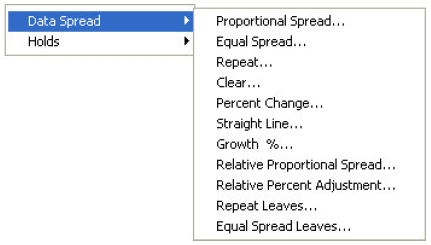 Data Spread
Holds
Proportional Spread...
Equal Spread...
Repeat...
Clear...
Percent Change...
Straight Line...
Growth  %...
Relative Proportional Spread...
Relative Percent Adjustment...
Repeat Leaves...
Equal Spread Leaves...